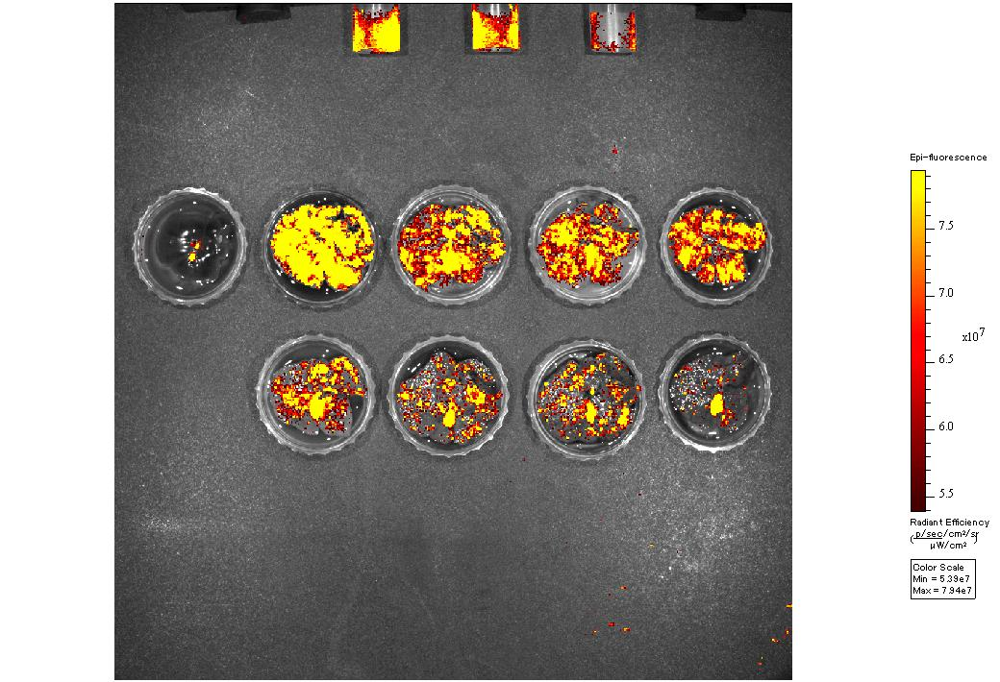 Epi-fluorescence
7.5
7.0
x10⁷
6.5
6.0
5.5
Radiant Efficiency
(p/sec/cm²/sr
µW/cm²)
Color Scale
Min = 5.39e7
Max = 7.94e7